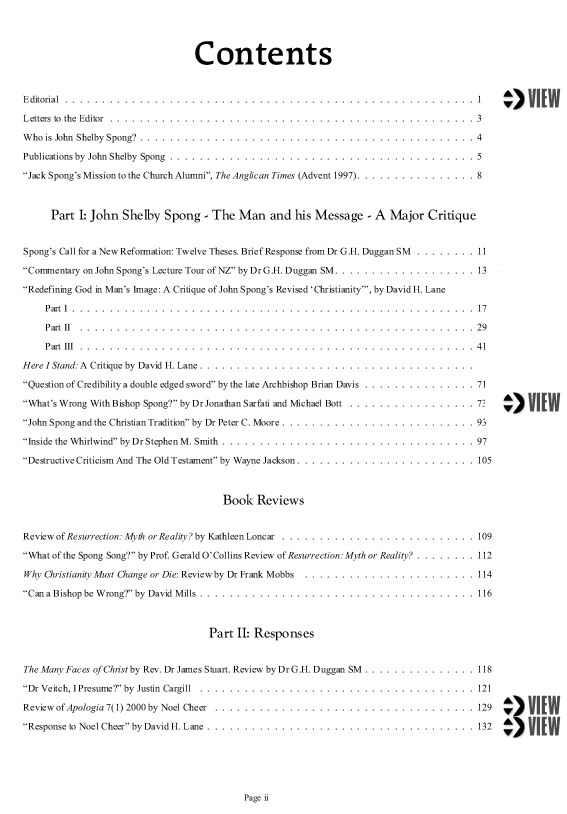 Contents
Editorial . . . . . . . . . . . . . . . . . . . . . . . . . . . . . . . . . . . . . . . . . . . . . . . . . . . . . . . . 1 VIEW
Letters to the Editor . . . . . . . . . . . . . . . . . . . . . . . . . . . . . . . . . . . . . . . . . . . . . . . . . . 3
Who is John Shelby Spong? . . . . . . . . . . . . . . . . . . . . . . . . . . . . . . . . . . . . . . . . . . . . . . 4
Publications by John Shelby Spong . . . . . . . . . . . . . . . . . . . . . . . . . . . . . . . . . . . . . . . . . . 5
“Jack Spong’s Mission to the Church Alumni”, The Anglican Times (Advent 1997). . . . . . . . . . . . . . . . 8
Part I: John Shelby Spong - The Man and his Message - A Major Critique
Spong’s Call for a New Reformation: Twelve Theses. Brief Response from Dr G.H. Duggan SM . . . . . . . . 11
“Commentary on John Spong’s Lecture Tour of NZ” by Dr G.H. Duggan SM. . . . . . . . . . . . . . . . . . . 13
“Redefining God in Man’s Image: A Critique of John Spong’s Revised ‘Christianity’”, by David H. Lane
Part I . . . . . . . . . . . . . . . . . . . . . . . . . . . . . . . . . . . . . . . . . . . . . . . . . . . . . . . 17
Part II . . . . . . . . . . . . . . . . . . . . . . . . . . . . . . . . . . . . . . . . . . . . . . . . . . . . . . 29
Part III . . . . . . . . . . . . . . . . . . . . . . . . . . . . . . . . . . . . . . . . . . . . . . . . . . . . . . 41
Here I Stand: A Critique by David H. Lane . . . . . . . . . . . . . . . . . . . . . . . . . . . . . . . . . . . . . .
“Question of Credibility a double edged sword” by the late Archbishop Brian Davis . . . . . . . . . . . . . . . 71
“What’s Wrong With Bishop Spong?” by Dr Jonathan Sarfati and Michael Bott . . . . . . . . . . . . . . . . . 73 VIEW
“John Spong and the Christian Tradition” by Dr Peter C. Moore . . . . . . . . . . . . . . . . . . . . . . . . . . 93
“Inside the Whirlwind” by Dr Stephen M. Smith . . . . . . . . . . . . . . . . . . . . . . . . . . . . . . . . . . . 97
“Destructive Criticism And The Old Testament” by Wayne Jackson . . . . . . . . . . . . . . . . . . . . . . . . 105
Book Reviews
Review of Resurrection: Myth or Reality? by Kathleen Loncar . . . . . . . . . . . . . . . . . . . . . . . . . . 109
“What of the Spong Song?” by Prof. Gerald O’Collins Review of Resurrection: Myth or Reality? . . . . . . . . 112
Why Christianity Must Change or Die: Review by Dr Frank Mobbs . . . . . . . . . . . . . . . . . . . . . . . 114
“Can a Bishop be Wrong?” by David Mills . . . . . . . . . . . . . . . . . . . . . . . . . . . . . . . . . . . . . . 116
Part II: Responses
The Many Faces of Christ by Rev. Dr James Stuart. Review by Dr G.H. Duggan SM . . . . . . . . . . . . . . . 118
“Dr Veitch, I Presume?” by Justin Cargill . . . . . . . . . . . . . . . . . . . . . . . . . . . . . . . . . . . . . . 121
Review of Apologia 7(1) 2000 by Noel Cheer . . . . . . . . . . . . . . . . . . . . . . . . . . . . . . . . . . . . 129 VIEW
“Response to Noel Cheer” by David H. Lane . . . . . . . . . . . . . . . . . . . . . . . . . . . . . . . . . . . . . 132 VIEW
Page ii